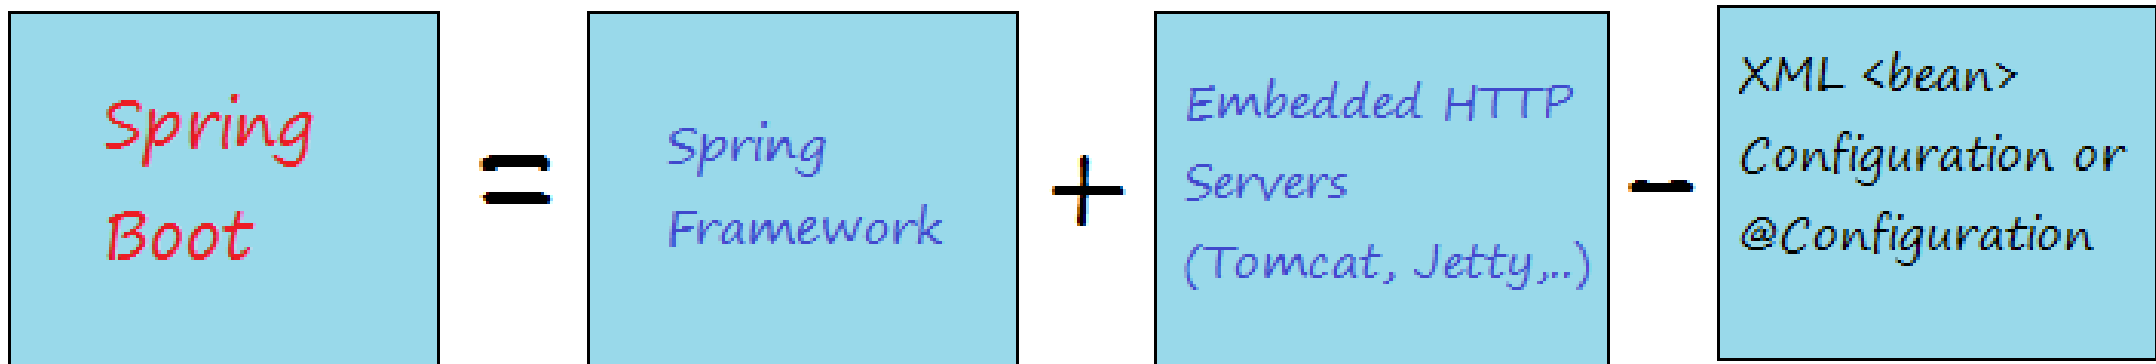 Spring
Boot
=
Spring
Framework
+
Embedded HTTP
Servers
(Tomcat, Jetty,..)
−
XML <bean>
Configuration or
@Configuration